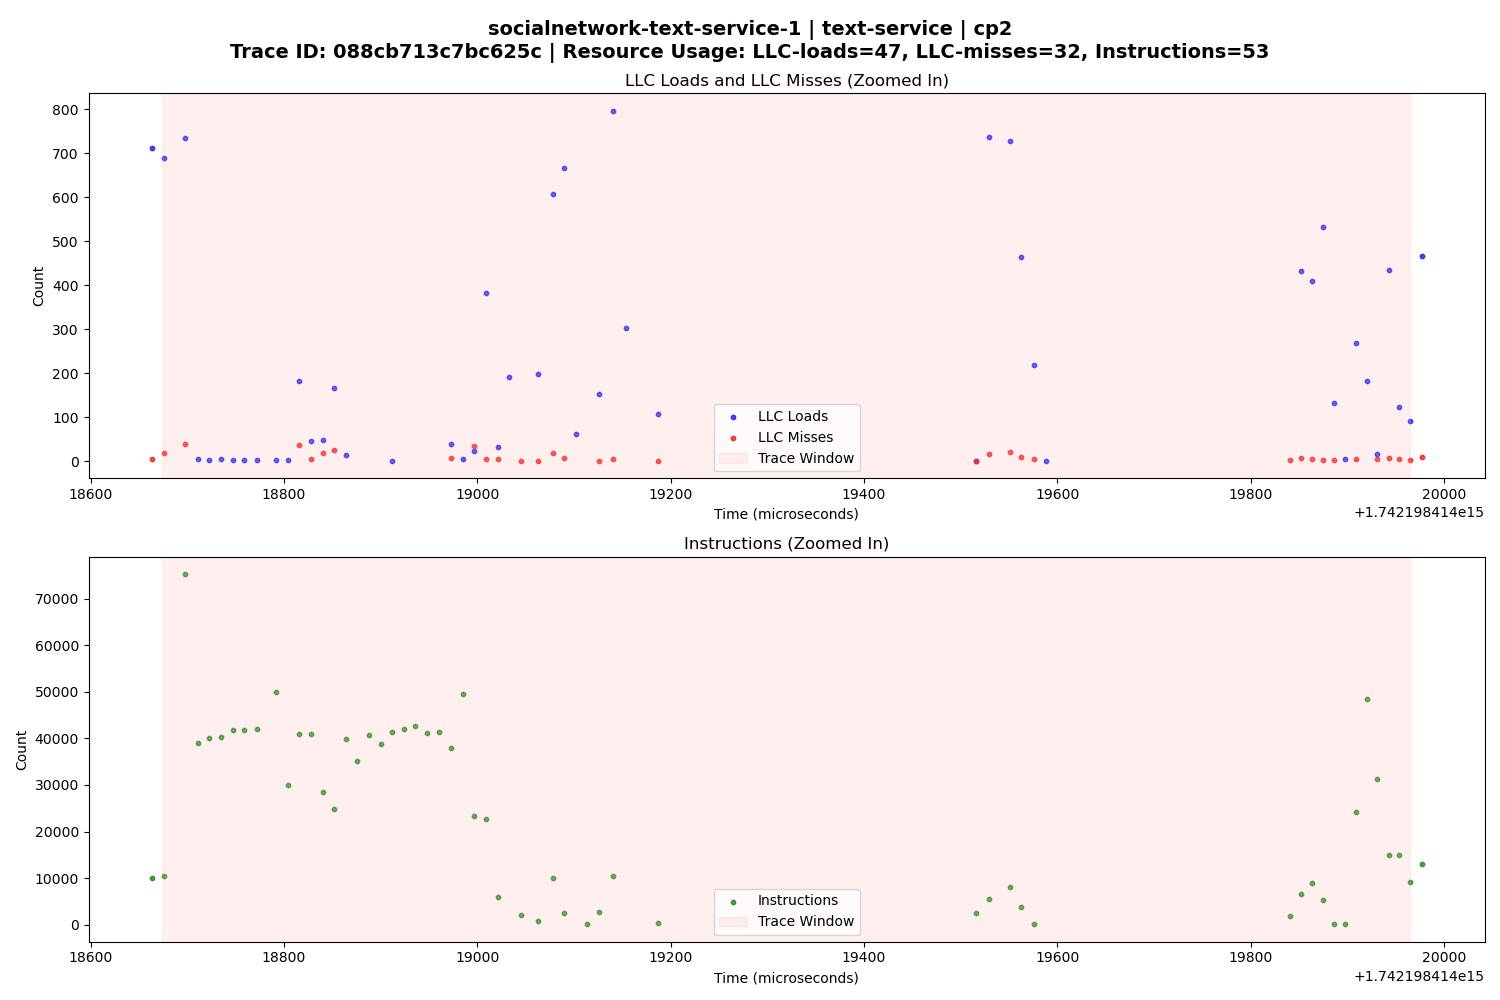 socialnetwork-text-service-1 | text-service | cp2
Trace ID: 088cb713c7bc625c | Resource Usage: LLC-loads=47, LLC-misses=32, Instructions=53
LLC Loads and LLC Misses (Zoomed In)
800
700
600
500
400
300
200
100
0
Count
LLC Loads
LLC Misses
Trace Window
18600 18800 19000 19200 19400 19600 19800 20000
Time (microseconds)
+1.742198414e15
Instructions (Zoomed In)
70000
60000
50000
40000
30000
20000
10000
0
Count
Instructions
Trace Window
18600 18800 19000 19200 19400 19600 19800 20000
Time (microseconds)
+1.742198414e15